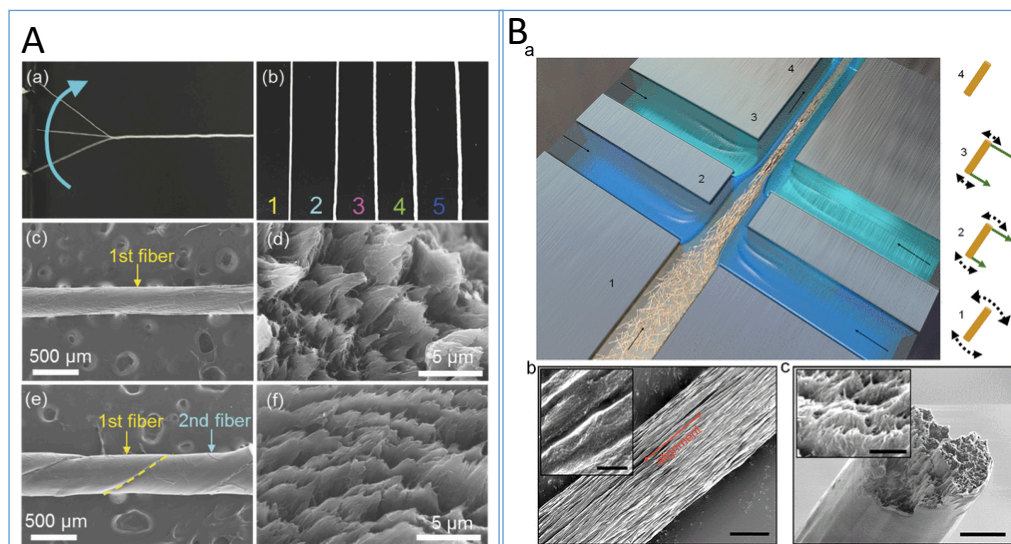 A
(a)
(b)
1 2 3 4 5
(c)
1st fiber
500 µm
(d)
5 µm
(e)
1st fiber
2nd fiber
500 µm
(f)
5 µm
B
a
4
3
2
1
4
3
2
1
b
Alignment
c